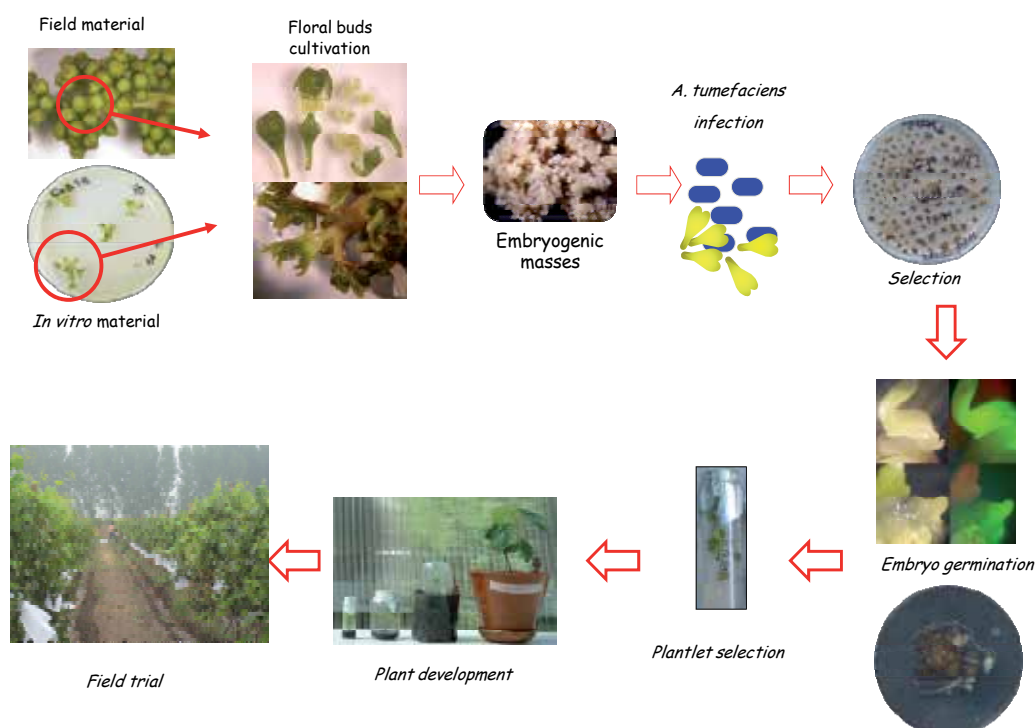 Field material
Floral buds
cultivation
A. tumefaciens
infection
Embryogenic
masses
Selection
In vitro material
Embryo germination
Plantlet selection
Plant development
Field trial